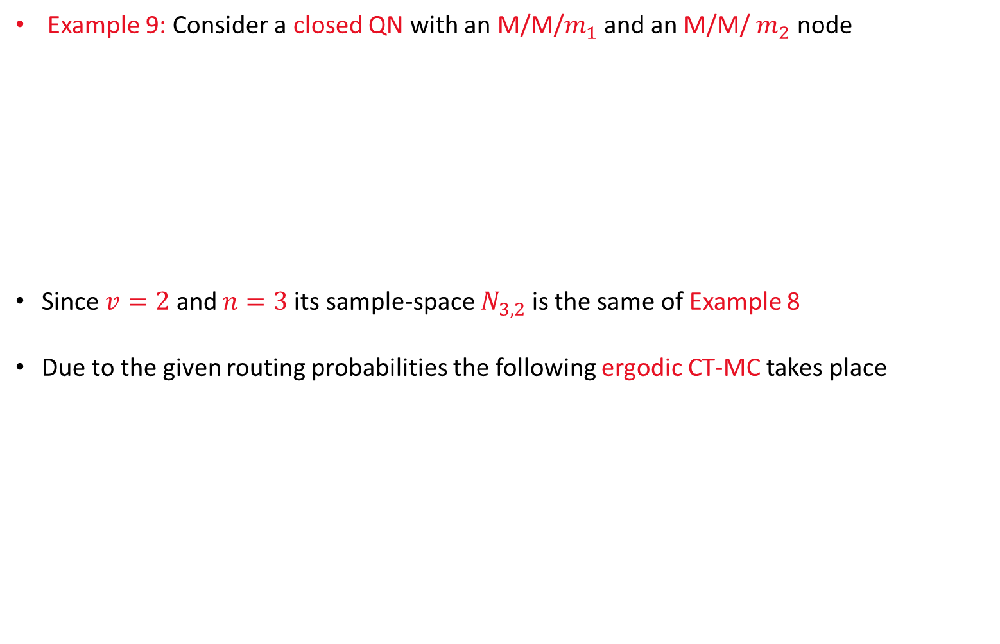 • Example 9: Consider a closed QN with an M/M/m₁ and an M/M/ m₂ node
• Since v = 2 and n = 3 its sample-space N₃,₂ is the same of Example 8
• Due to the given routing probabilities the following ergodic CT-MC takes place